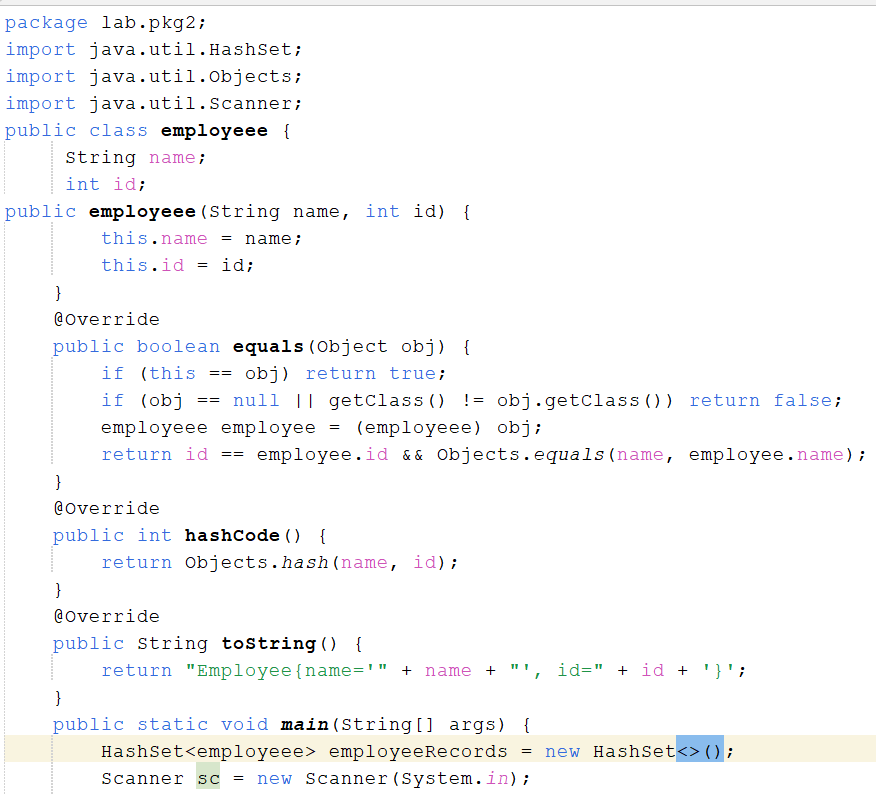 package lab.pkg2;
import java.util.HashSet;
import java.util.Objects;
import java.util.Scanner;
public class employeee {
     String name;
     int id;
public employeee(String name, int id) {
        this.name = name;
        this.id = id;
    }
    @Override
    public boolean equals(Object obj) {
        if (this == obj) return true;
        if (obj == null || getClass() != obj.getClass()) return false;
        employeee employee = (employeee) obj;
        return id == employee.id && Objects.equals(name, employee.name);
    }
    @Override
    public int hashCode() {
        return Objects.hash(name, id);
    }
    @Override
    public String toString() {
        return "Employee{name='" + name + "', id=" + id + '}';
    }
    public static void main(String[] args) {
        HashSet<employeee> employeeRecords = new HashSet<>();
        Scanner sc = new Scanner(System.in);